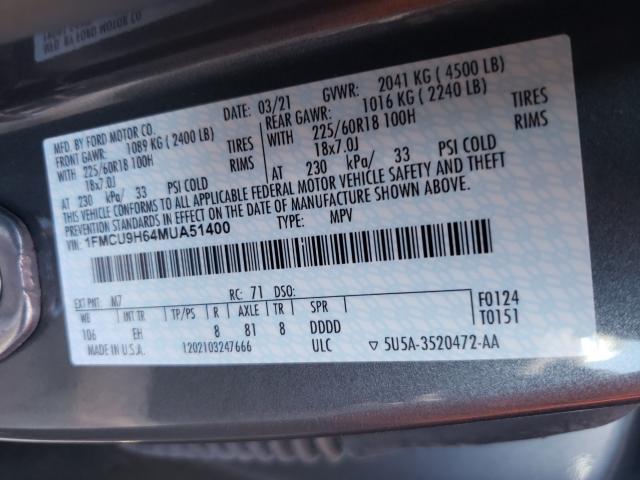 MFD. BY FORD MOTOR CO
MFD. BY FORD MOTOR CO. DATE: 03/21 GVWR: 2041 KG ( 4500 LB)
FRONT GAWR: 1089 KG ( 2400 LB) REAR GAWR: 1016 KG ( 2240 LB)
WITH 225/60R18 100H TIRES WITH 225/60R18 100H TIRES
18x7.0J RIMS 18x7.0J RIMS
AT 230 kPa/ 33 PSI COLD AT 230 kPa/ 33 PSI COLD
THIS VEHICLE CONFORMS TO ALL APPLICABLE FEDERAL MOTOR VEHICLE SAFETY AND THEFT
PREVENTION STANDARDS IN EFFECT ON THE DATE OF MANUFACTURE SHOWN ABOVE.
VIN: 1FMCU9H64MUA51400 TYPE: MPV
EXT PNT: M7 RC: 71 DSO:
WB INT TR TP/PS R AXLE TR SPR F0124
106 EH 8 81 8 DDDD T0151
MADE IN U.S.A. 1202103247666 ULC ▽ 5U5A-3520472-AA